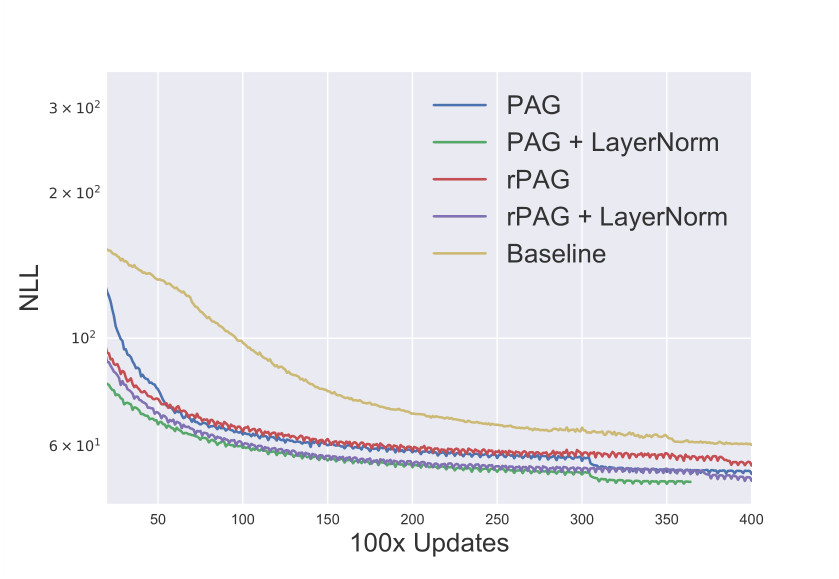 3 × 10²
2 × 10²
10²
6 × 10¹
NLL
PAG
PAG + LayerNorm
rPAG
rPAG + LayerNorm
Baseline
50 100 150 200 250 300 350 400
100x Updates